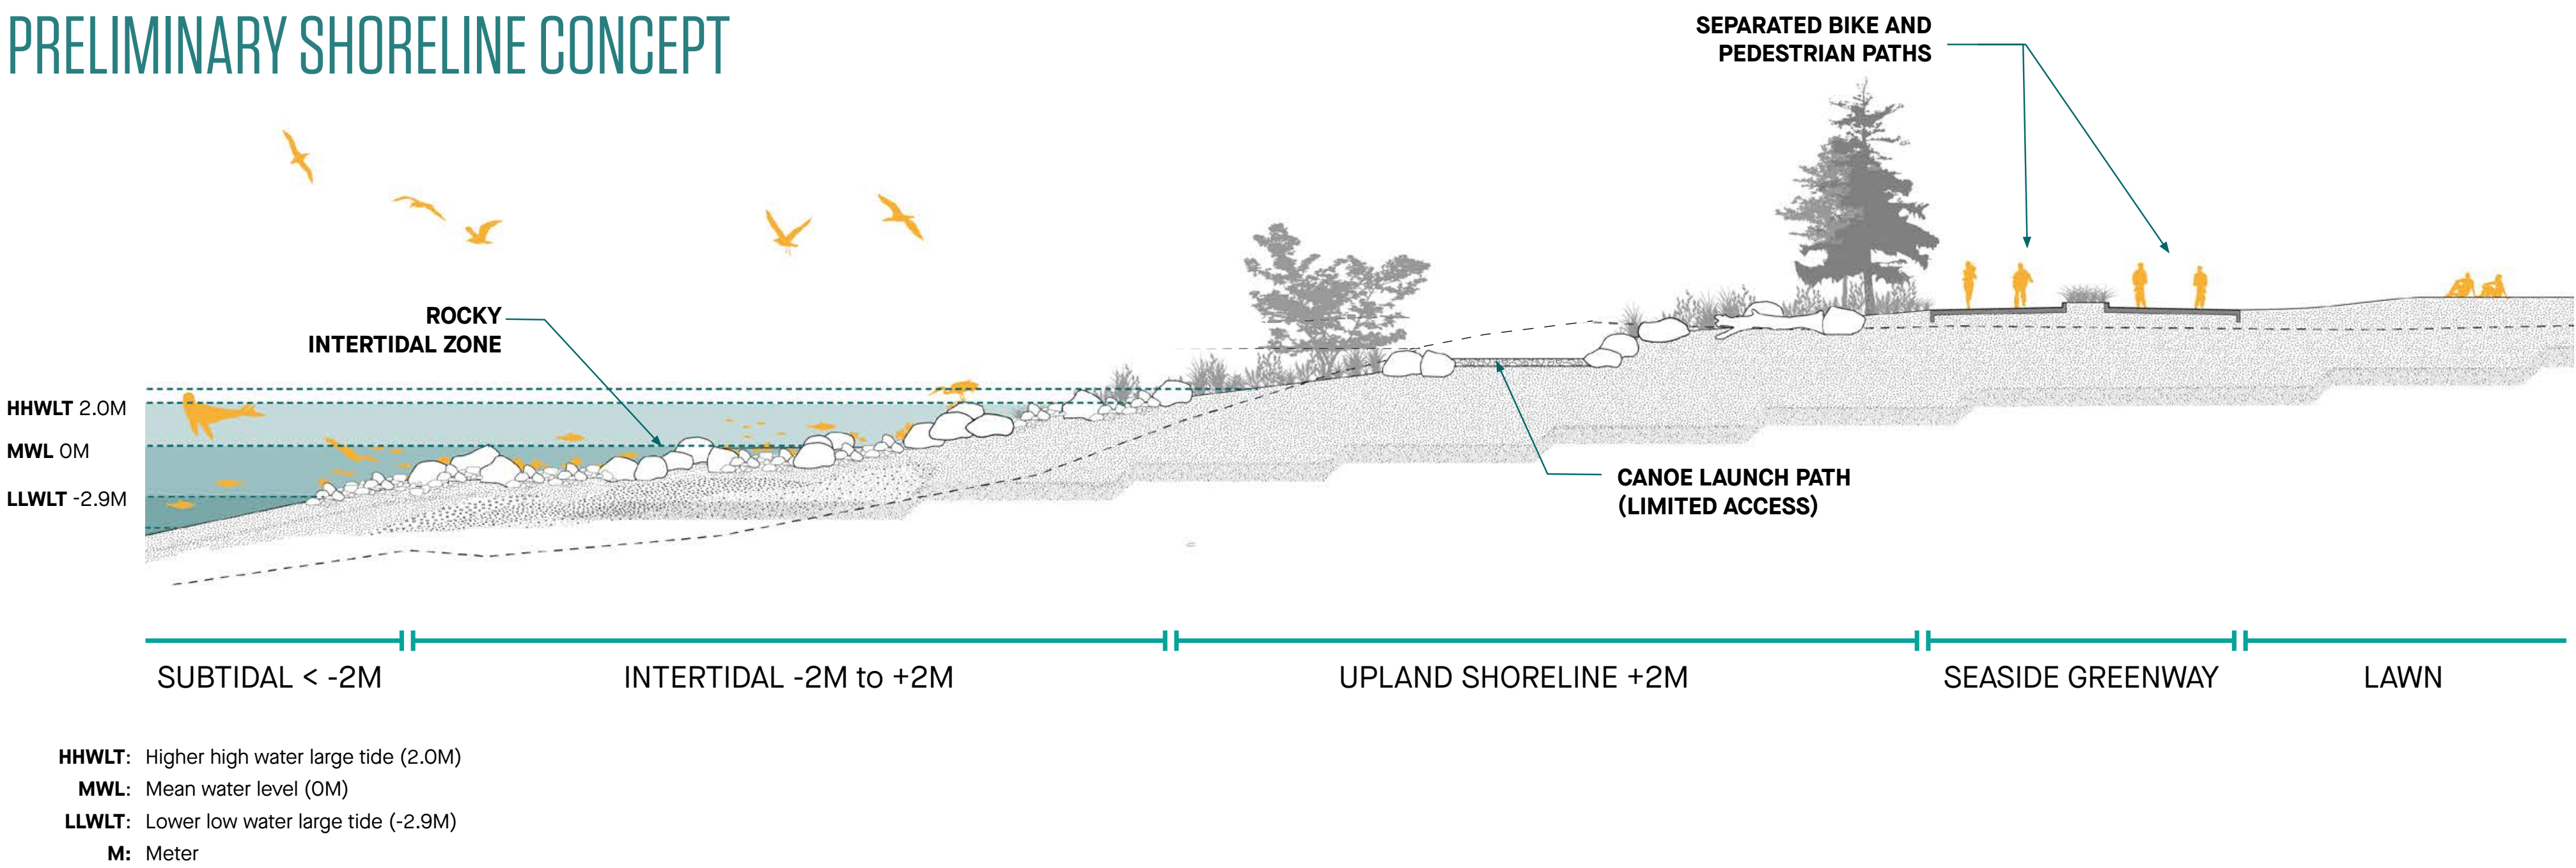 PRELIMINARY SHORELINE CONCEPT
SEPARATED BIKE AND
PEDESTRIAN PATHS
ROCKY
INTERTIDAL ZONE
HHWLT 2.0M
MWL 0M
LLWLT -2.9M
CANOE LAUNCH PATH
(LIMITED ACCESS)
SUBTIDAL < -2M
INTERTIDAL -2M to +2M
UPLAND SHORELINE +2M
SEASIDE GREENWAY
LAWN
HHWLT: Higher high water large tide (2.0M)
MWL: Mean water level (0M)
LLWLT: Lower low water large tide (-2.9M)
M: Meter